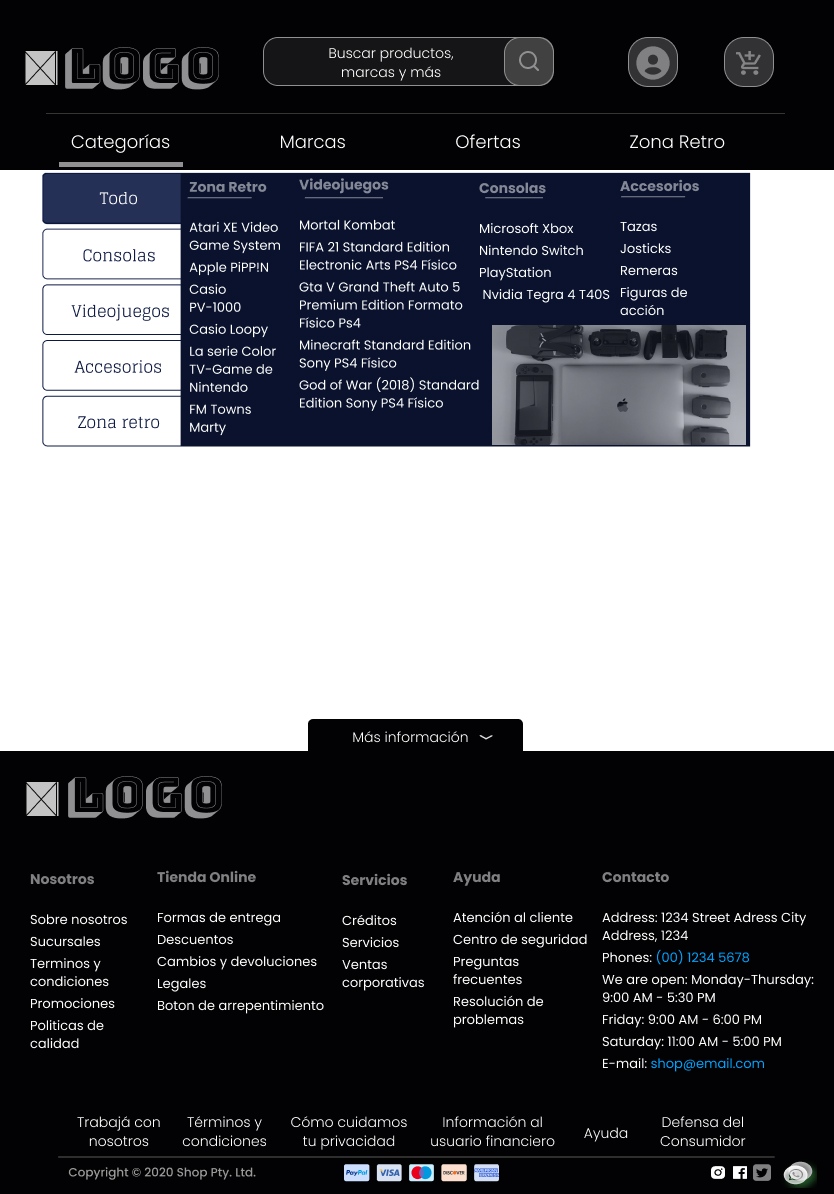 LOGO
Buscar productos,
marcas y más
Categorías
Marcas
Ofertas
Zona Retro
Todo
Consolas
Videojuegos
Accesorios
Zona retro
Zona Retro
Atari XE Video
Game System
Apple PiPP!N
Casio
PV-1000
Casio Loopy
La serie Color
TV-Game de
Nintendo
FM Towns
Marty
Videojuegos
Mortal Kombat
FIFA 21 Standard Edition
Electronic Arts PS4 Físico
Gta V Grand Theft Auto 5
Premium Edition Formato
Físico Ps4
Minecraft Standard Edition
Sony PS4 Físico
God of War (2018) Standard
Edition Sony PS4 Físico
Consolas
Microsoft Xbox
Nintendo Switch
PlayStation
Nvidia Tegra 4 T40S
Accesorios
Tazas
Josticks
Remeras
Figuras de
acción
Más información
LOGO
Nosotros
Sobre nosotros
Sucursales
Terminos y
condiciones
Promociones
Politicas de
calidad
Tienda Online
Formas de entrega
Descuentos
Cambios y devoluciones
Legales
Boton de arrepentimiento
Servicios
Créditos
Servicios
Ventas
corporativas
Ayuda
Atención al cliente
Centro de seguridad
Preguntas
frecuentes
Resolución de
problemas
Contacto
Address: 1234 Street Adress City
Address, 1234
Phones: (00) 1234 5678
We are open: Monday-Thursday:
9:00 AM - 5:30 PM
Friday: 9:00 AM - 6:00 PM
Saturday: 11:00 AM - 5:00 PM
E-mail: shop@email.com
Trabajá con
nosotros
Términos y
condiciones
Cómo cuidamos
tu privacidad
Información al
usuario financiero
Ayuda
Defensa del
Consumidor
Copyright © 2020 Shop Pty. Ltd.
PayPal
VISA
DISCOVER
AMERICAN EXPRESS